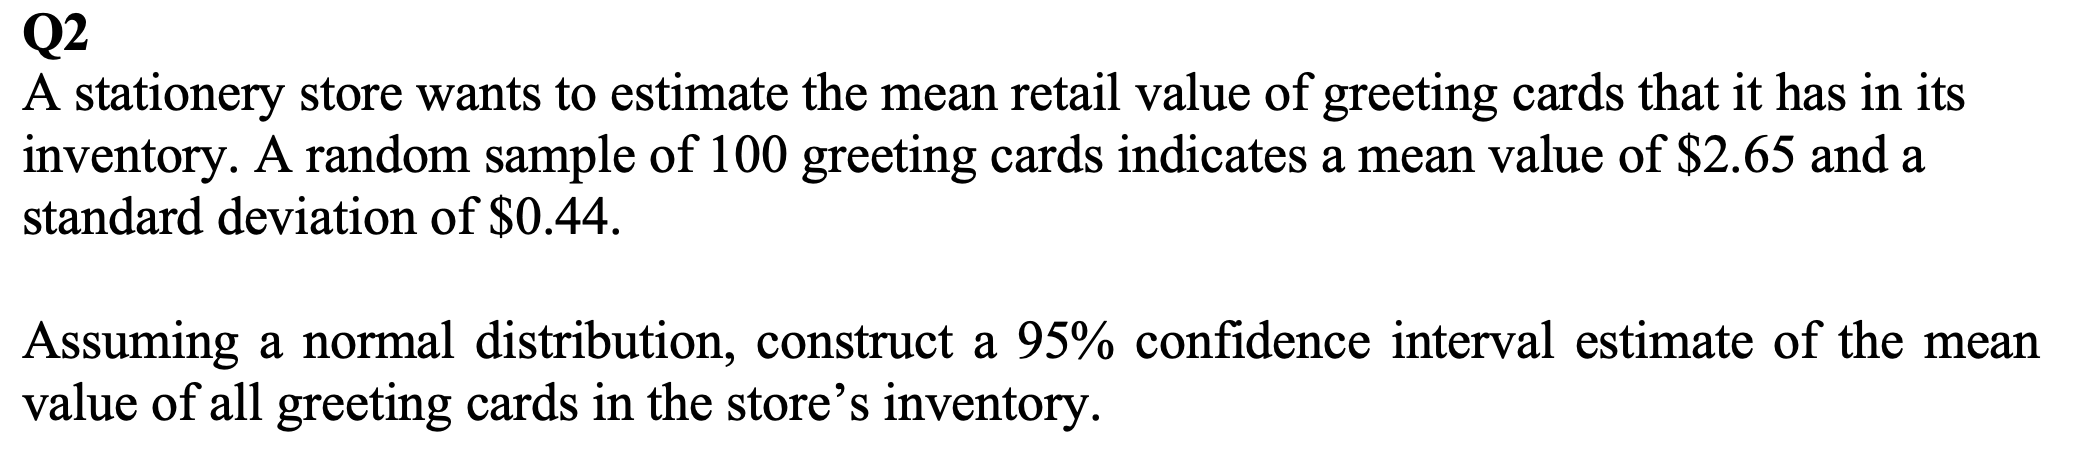 Q2
A stationery store wants to estimate the mean retail value of greeting cards that it has in its
inventory. A random sample of 100 greeting cards indicates a mean value of $2.65 and a
standard deviation of $0.44.
Assuming a normal distribution, construct a 95% confidence interval estimate of the mean
value of all greeting cards in the store’s inventory.